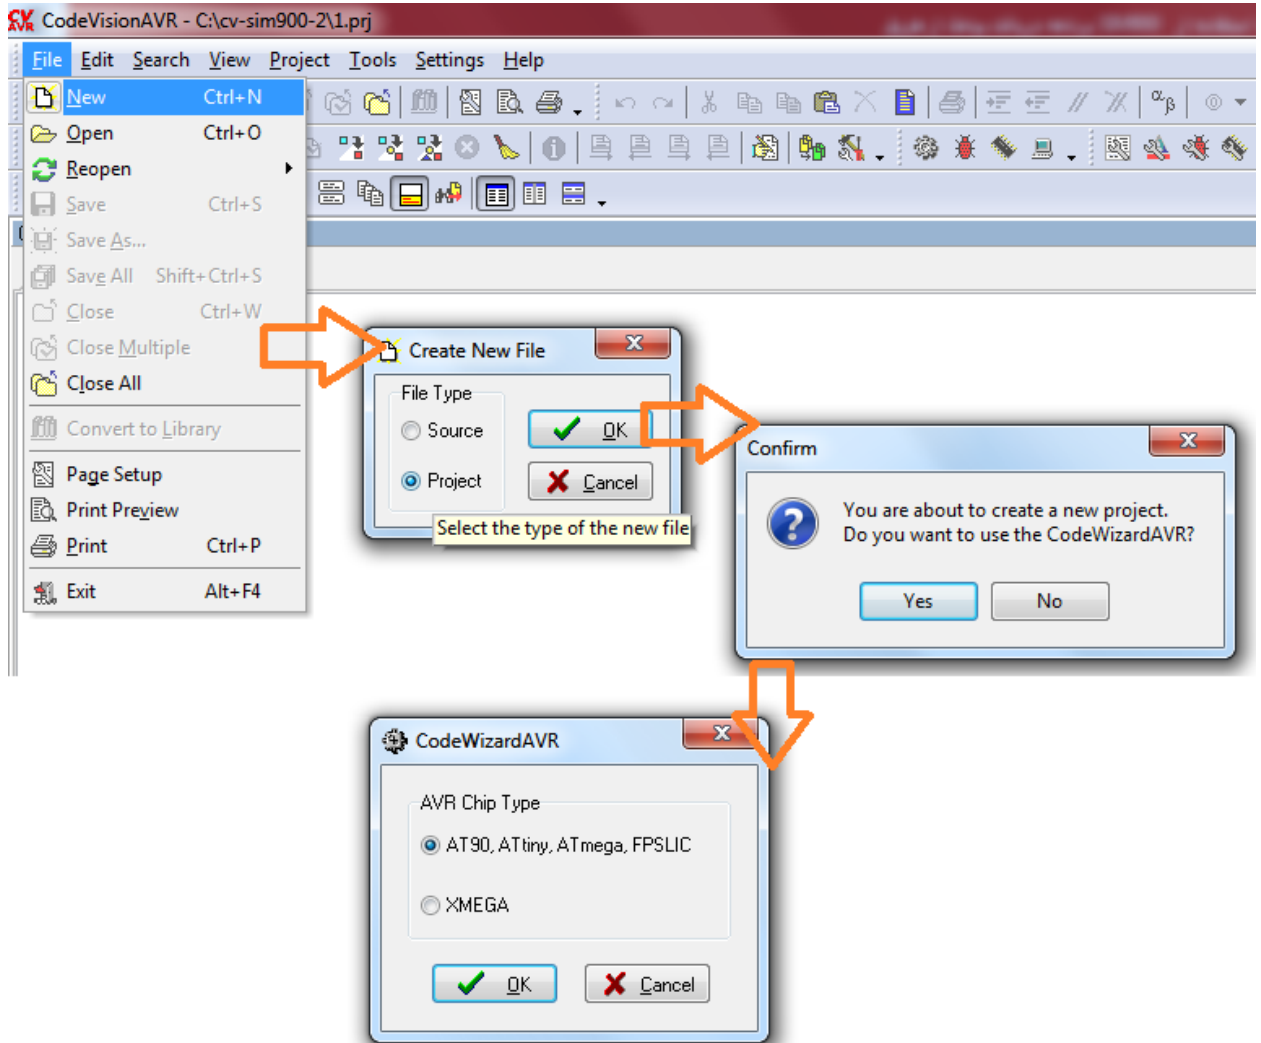 CodeVisionAVR - C:\cv-sim900-2\1.prj
File Edit Search View Project Tools Settings Help
New Ctrl+N
Open Ctrl+O
Reopen
Save Ctrl+S
Save As...
Save All Shift+Ctrl+S
Close Ctrl+W
Close Multiple
Close All
Convert to Library
Page Setup
Print Preview
Print Ctrl+P
Exit Alt+F4
Create New File
File Type
Source
OK
Project
Cancel
Select the type of the new file
Confirm
You are about to create a new project.
Do you want to use the CodeWizardAVR?
Yes No
CodeWizardAVR
AVR Chip Type
AT90, ATtiny, ATmega, FPSLIC
XMEGA
OK Cancel